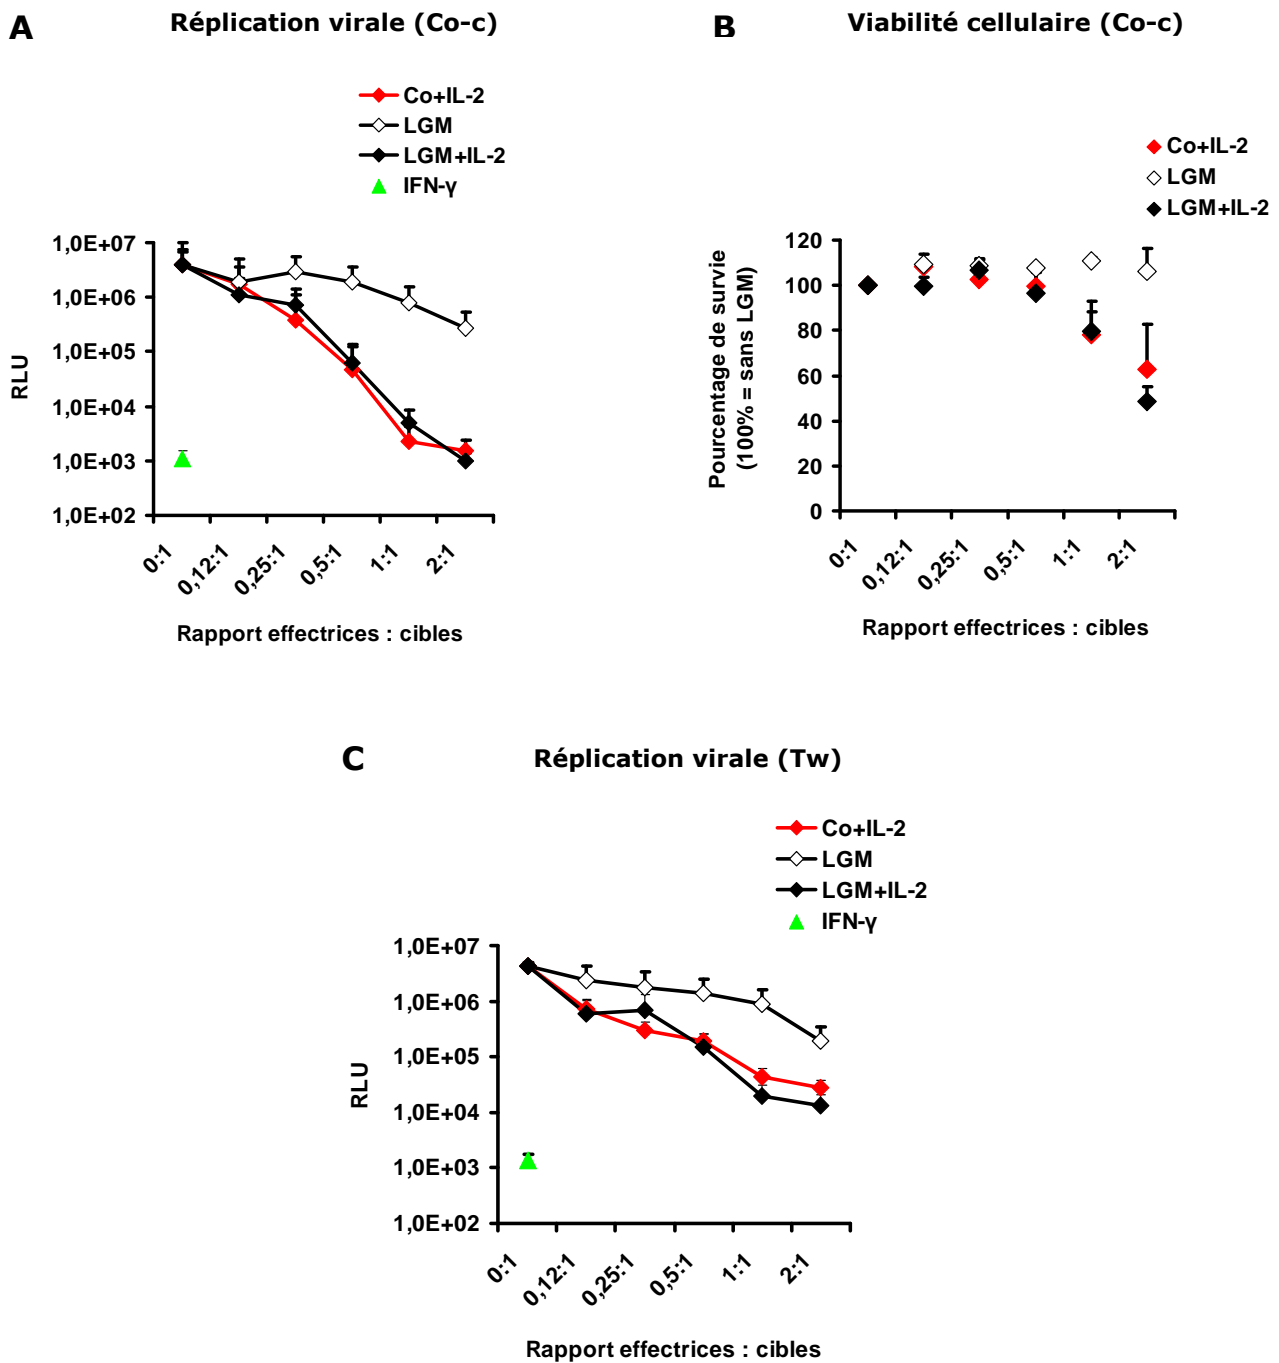 A
Réplication virale (Co-c)
Co+IL-2
LGM
LGM+IL-2
IFN-γ
1,0E+07
1,0E+06
1,0E+05
1,0E+04
1,0E+03
1,0E+02
RLU
0:1
0,12:1
0,25:1
0,5:1
1:1
2:1
Rapport effectrices : cibles
B
Viabilité cellulaire (Co-c)
Co+IL-2
LGM
LGM+IL-2
120
100
80
60
40
20
0
Pourcentage de survie
(100% = sans LGM)
0:1
0,12:1
0,25:1
0,5:1
1:1
2:1
Rapport effectrices : cibles
C
Réplication virale (Tw)
Co+IL-2
LGM
LGM+IL-2
IFN-γ
1,0E+07
1,0E+06
1,0E+05
1,0E+04
1,0E+03
1,0E+02
RLU
0:1
0,12:1
0,25:1
0,5:1
1:1
2:1
Rapport effectrices : cibles